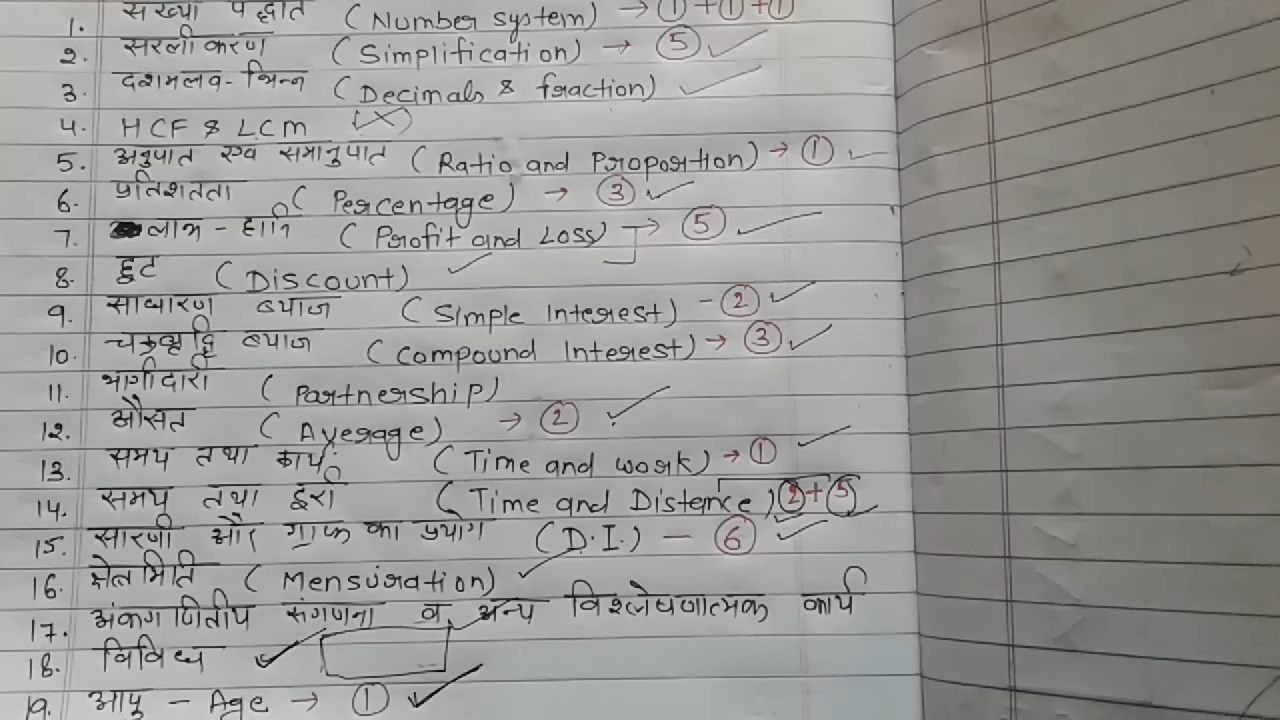 1. संख्या पद्धति (Number system) → ① + ① + ①
2. सरलीकरण (Simplification) → ⑤ ✓
3. दशमलव - भिन्न (Decimals & fraction) ✓
4. HCF & LCM (X)
5. अनुपात एवं समानुपात (Ratio and Proportion) → ① ✓
6. प्रतिशतता (Percentage) → ③ ✓
7. लाभ - हानि (Profit and Loss) → ⑤ ✓
8. छुट (Discount) ✓
9. साधारण ब्याज (Simple Interest) - ② ✓
10. चक्रवृद्धि ब्याज (Compound Interest) → ③ ✓
11. भागीदारी (Partnership)
12. औसत (Average) → ② ✓
13. समय तथा कार्य (Time and work) → ① ✓
14. समय तथा दूरी (Time and Distance) ② + ⑤ ✓
15. सारणी और ग्राफ का प्रयोग (D.I.) - ⑥ ✓
16. क्षेत्रमिति (Mensuration) ✓
17. अंकगणितीय संगणना व अन्य विश्लेषणात्मक कार्य
18. विविध ✓
19. आयु - Age → ① ✓